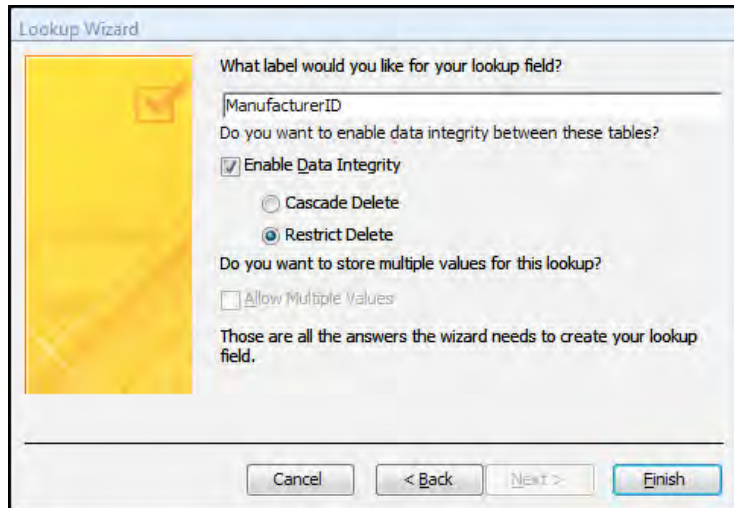 Lookup Wizard
What label would you like for your lookup field?
ManufacturerID
Do you want to enable data integrity between these tables?
Enable Data Integrity
Cascade Delete
Restrict Delete
Do you want to store multiple values for this lookup?
Allow Multiple Values
Those are all the answers the wizard needs to create your lookup
field.
Cancel < Back Next > Finish